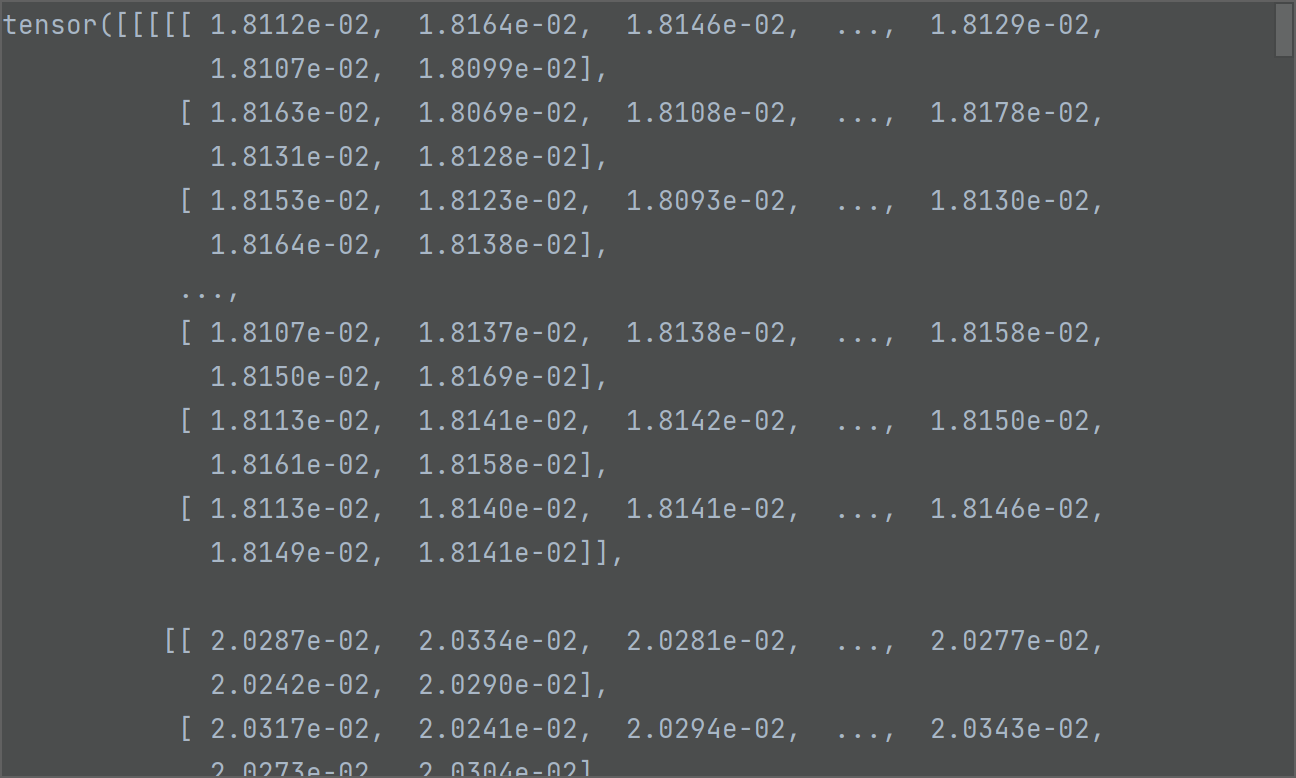 tensor([[[[[ 1.8112e-02,  1.8164e-02,  1.8146e-02,  ...,  1.8129e-02,
             1.8107e-02,  1.8099e-02],
           [ 1.8163e-02,  1.8069e-02,  1.8108e-02,  ...,  1.8178e-02,
             1.8131e-02,  1.8128e-02],
           [ 1.8153e-02,  1.8123e-02,  1.8093e-02,  ...,  1.8130e-02,
             1.8164e-02,  1.8138e-02],
           ...,
           [ 1.8107e-02,  1.8137e-02,  1.8138e-02,  ...,  1.8158e-02,
             1.8150e-02,  1.8169e-02],
           [ 1.8113e-02,  1.8141e-02,  1.8142e-02,  ...,  1.8150e-02,
             1.8161e-02,  1.8158e-02],
           [ 1.8113e-02,  1.8140e-02,  1.8141e-02,  ...,  1.8146e-02,
             1.8149e-02,  1.8141e-02]],

          [[ 2.0287e-02,  2.0334e-02,  2.0281e-02,  ...,  2.0277e-02,
             2.0242e-02,  2.0290e-02],
           [ 2.0317e-02,  2.0241e-02,  2.0294e-02,  ...,  2.0343e-02,
             2.0273e-02,  2.0304e-02],